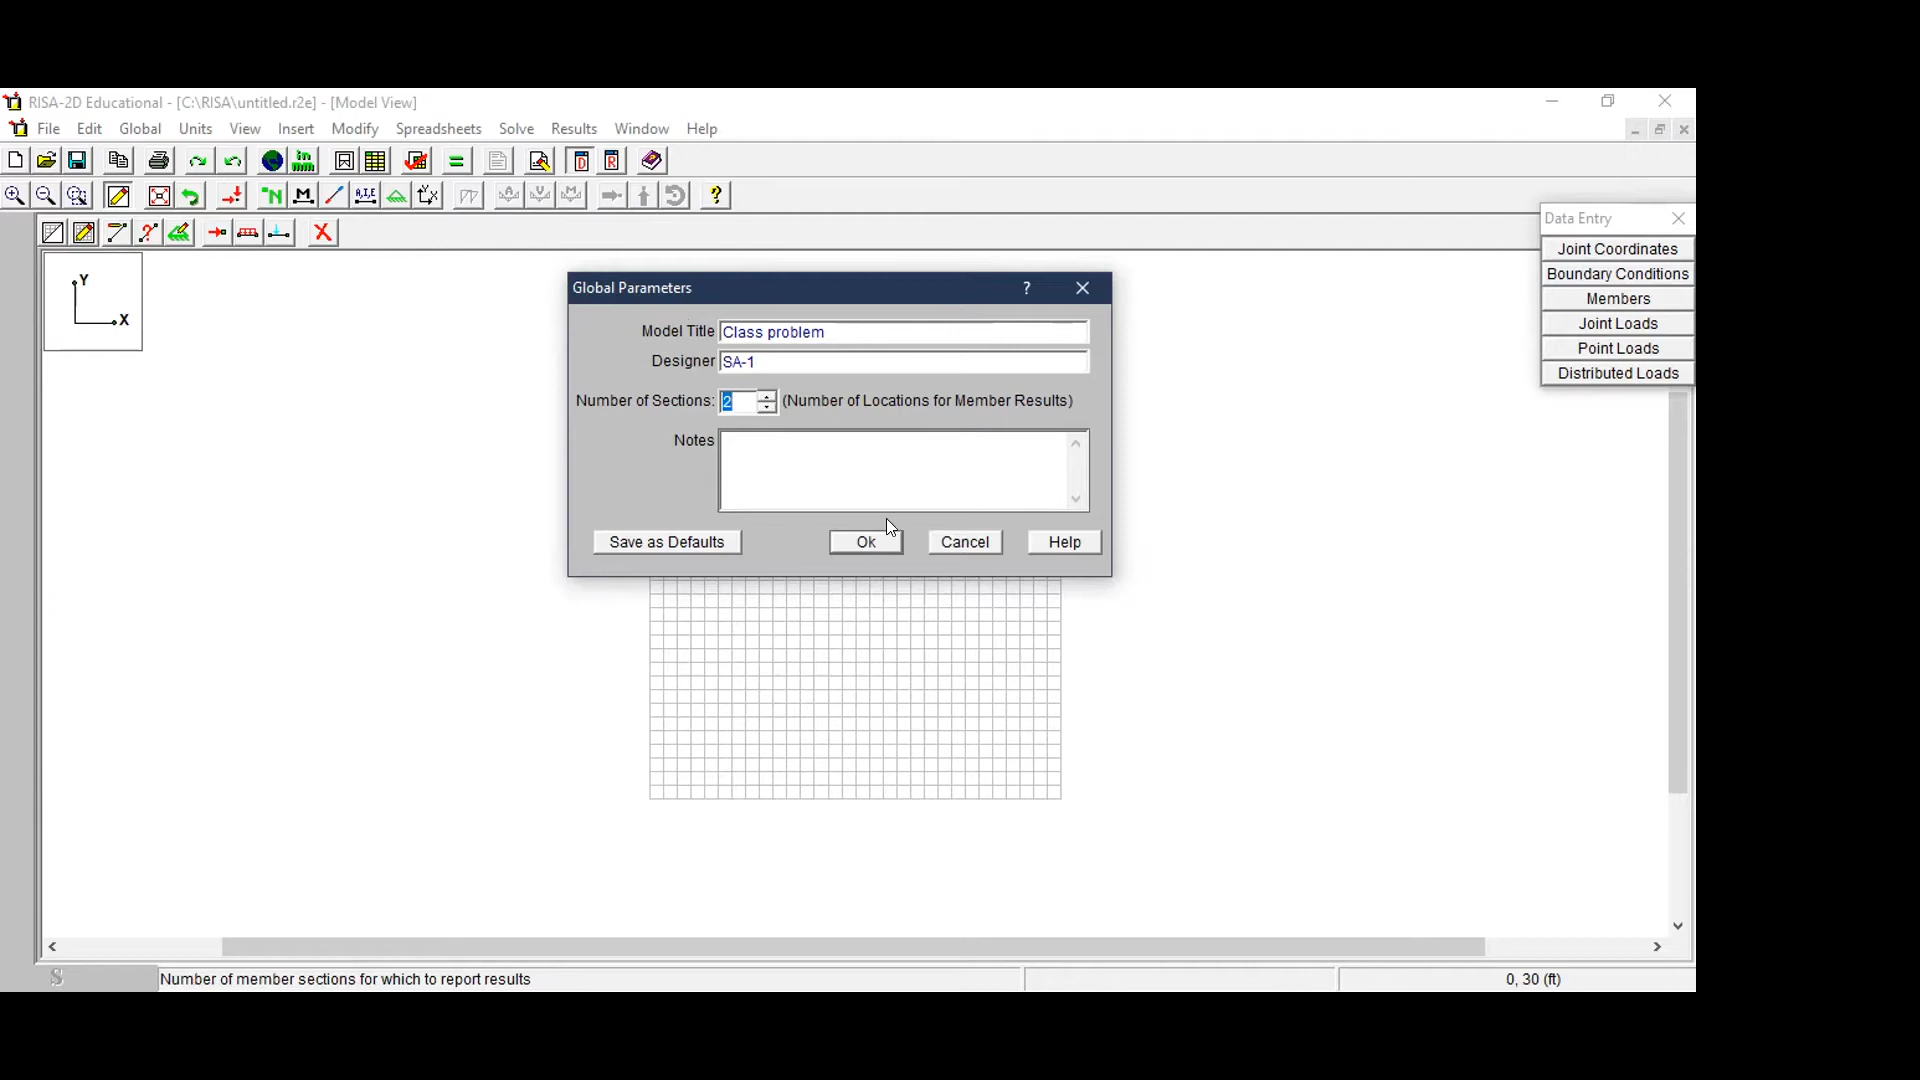 RISA-2D Educational - [C:\RISA\untitled.r2e] - [Model View]
File Edit Global Units View Insert Modify Spreadsheets Solve Results Window Help
in
mm
D
R
N
M
A,I,E
Y
X
A
V
M
?
?
X
Y
X
Data Entry
Joint Coordinates
Boundary Conditions
Members
Joint Loads
Point Loads
Distributed Loads
Global Parameters ?
Model Title Class problem
Designer SA-1
Number of Sections: 2 (Number of Locations for Member Results)
Notes
Save as Defaults Ok Cancel Help
S Number of member sections for which to report results 0, 30 (ft)